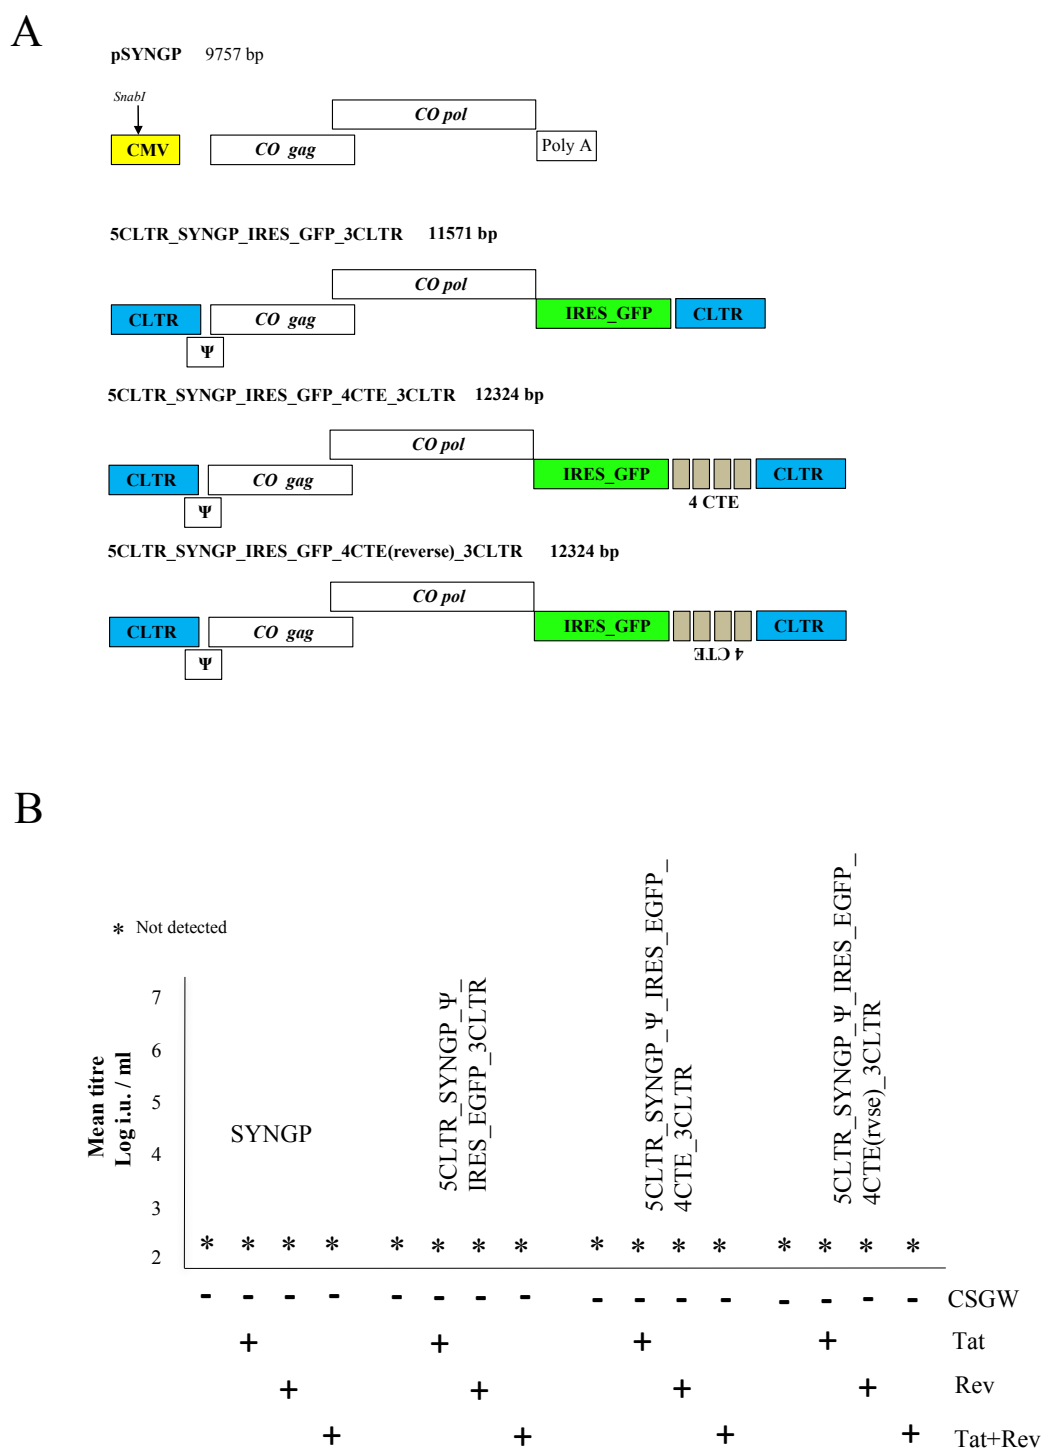 A
pSYNGP 9757 bp
SnabI
CO pol
CMV
CO gag
Poly A
5CLTR_SYNGP_IRES_GFP_3CLTR 11571 bp
CO pol
CLTR
CO gag
IRES_GFP
CLTR
Ψ
5CLTR_SYNGP_IRES_GFP_4CTE_3CLTR 12324 bp
CO pol
CLTR
CO gag
IRES_GFP
CLTR
4 CTE
Ψ
5CLTR_SYNGP_IRES_GFP_4CTE(reverse)_3CLTR 12324 bp
CO pol
CLTR
CO gag
IRES_GFP
CLTR
4 CTE
Ψ
B
* Not detected
Mean titre
Log i.u. / ml
7
6
5
4
3
2
SYNGP
5CLTR_SYNGP_Ψ_
IRES_EGFP_3CLTR
5CLTR_SYNGP_Ψ_IRES_EGFP_
4CTE_3CLTR
5CLTR_SYNGP_Ψ_IRES_EGFP_
4CTE(rvse)_3CLTR
* * * * * * * * * * * * * * * *
- - - - - - - - - - - - - - - - CSGW
+ + + + Tat
+ + + + Rev
+ + + + Tat+Rev